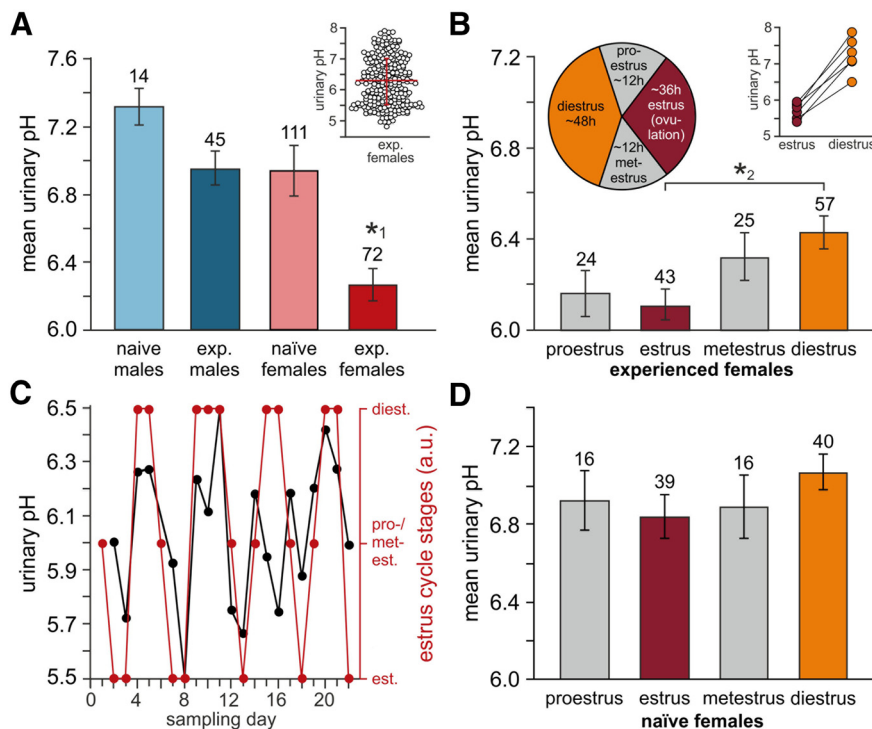 A
7.6
7.2
6.8
6.4
6.0
mean urinary pH
14
45
111
*1
72
naive
males
exp.
males
naïve
females
exp.
females
urinary pH
8
7
6
5
exp.
females
B
7.2
6.8
6.4
6.0
mean urinary pH
pro-
estrus
~12h
~36h
estrus
(ovu-
lation)
~12h
met-
estrus
diestrus
~48h
urinary pH
8
7
6
5
estrus
diestrus
*2
24
43
25
57
proestrus
estrus
metestrus
diestrus
experienced females
C
6.5
6.3
6.1
5.9
5.7
5.5
urinary pH
0
4
8
12
16
20
sampling day
diest.
pro-/
met-
est.
est.
estrus cycle stages (a.u.)
D
7.2
6.8
6.4
6.0
mean urinary pH
16
39
16
40
proestrus
estrus
metestrus
diestrus
naïve females